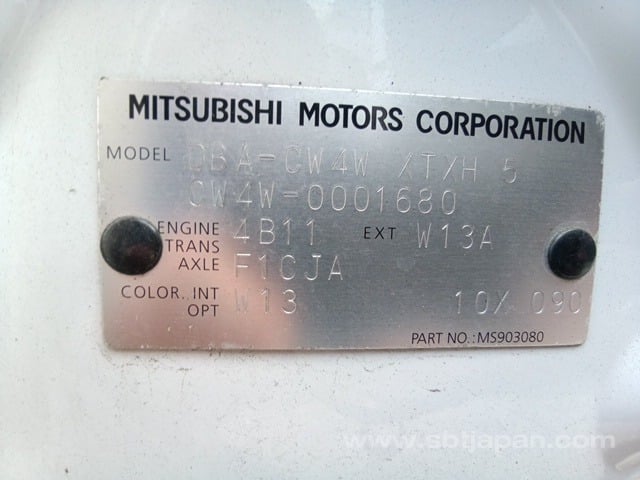 MITSUBISHI MOTORS CORPORATION
MODEL DBA-CW4W XTXH 5
CW4W-0001680
ENGINE 4B11 EXT W13A
TRANS
AXLE F1CJA
COLOR.. INT W13 10X 090
OPT
PART NO.:MS903080
www.sbtjapan.com